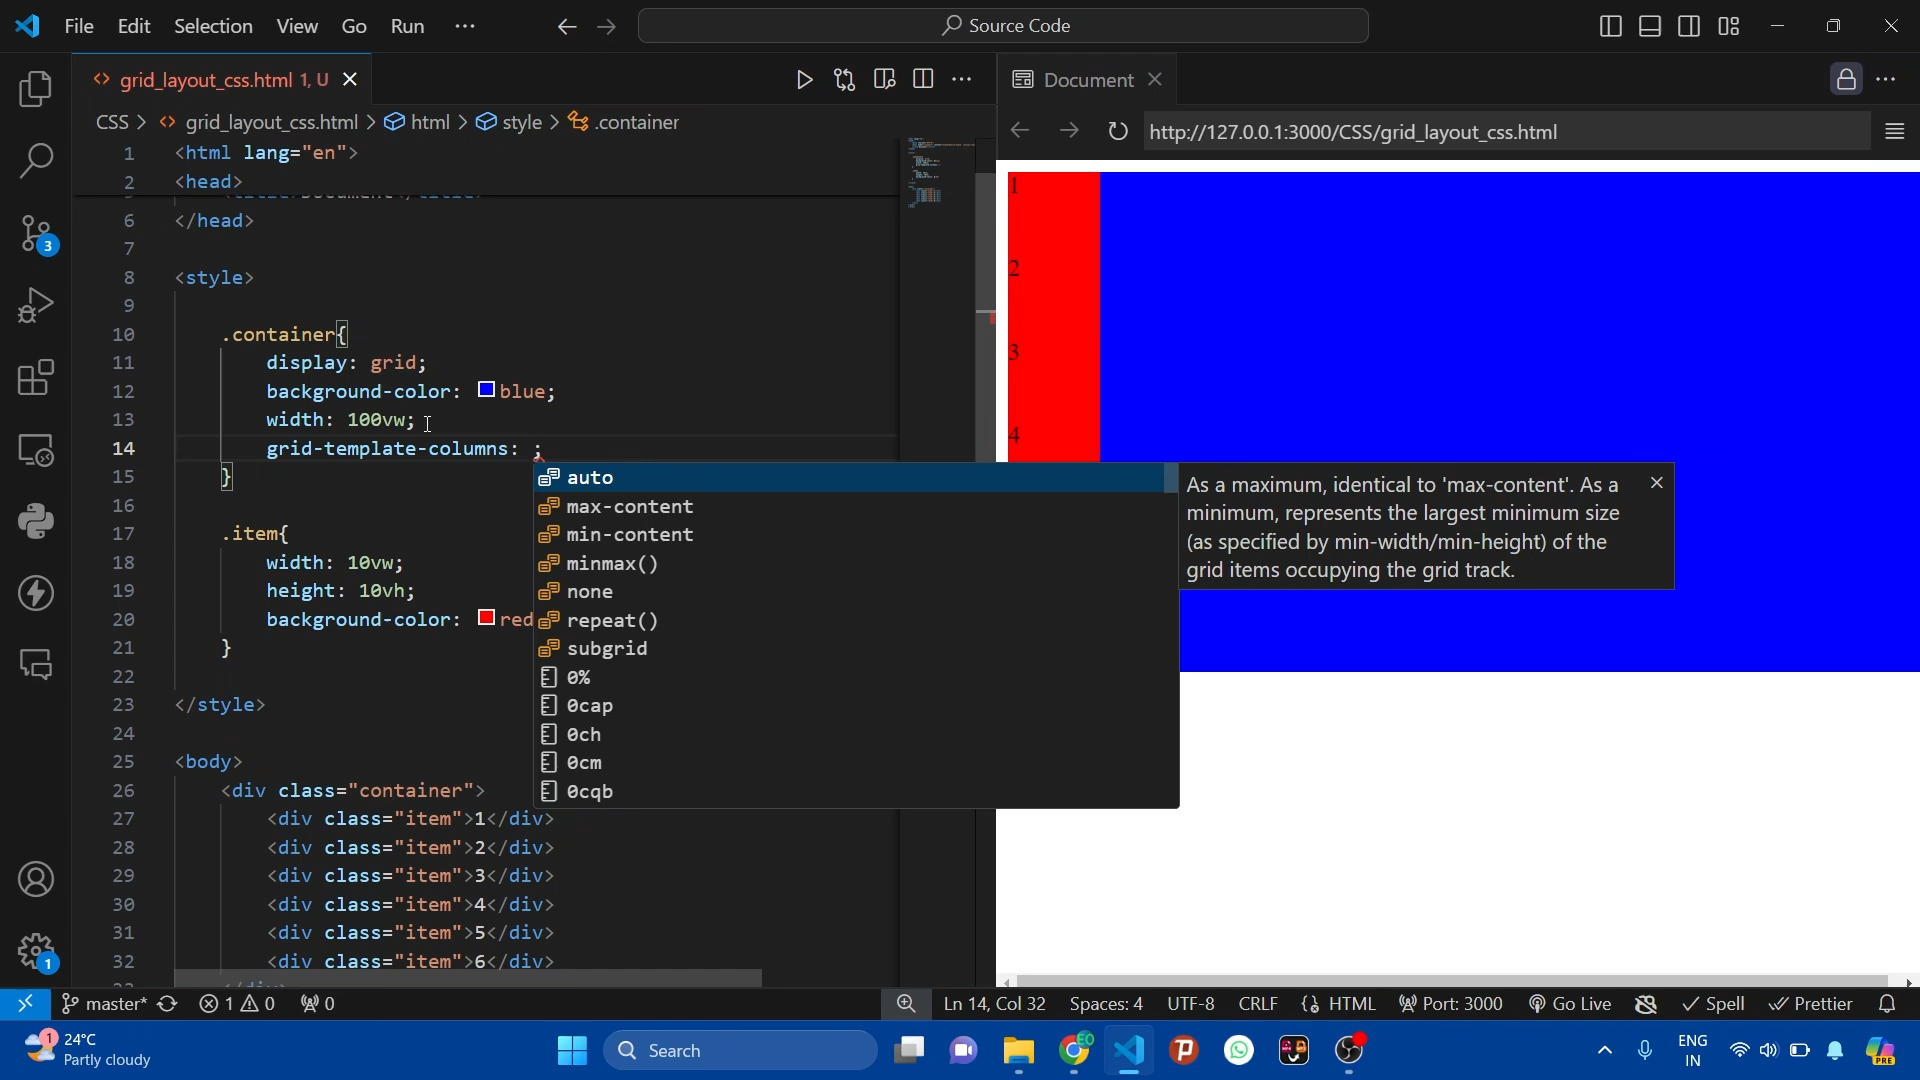 File Edit Selection View Go Run ···
Source Code
grid_layout_css.html 1, U
Document
CSS > grid_layout_css.html > html > style > .container
http://127.0.0.1:3000/CSS/grid_layout_css.html
1 <html lang="en">
2 <head>
6 </head>
7
8 <style>
9
10 .container{
11 display: grid;
12 background-color: blue;
13 width: 100vw;
14 grid-template-columns: ;
15 }
16
17 .item{
18 width: 10vw;
19 height: 10vh;
20 background-color: red
21 }
22
23 </style>
24
25 <body>
26 <div class="container">
27 <div class="item">1</div>
28 <div class="item">2</div>
29 <div class="item">3</div>
30 <div class="item">4</div>
31 <div class="item">5</div>
32 <div class="item">6</div>
auto
max-content
min-content
minmax()
none
repeat()
subgrid
0%
0cap
0ch
0cm
0cqb
As a maximum, identical to 'max-content'. As a
minimum, represents the largest minimum size
(as specified by min-width/min-height) of the
grid items occupying the grid track.
1
2
3
4
3
1
master* 1 0 0
Ln 14, Col 32 Spaces: 4 UTF-8 CRLF {} HTML Port: 3000 Go Live Spell Prettier
1
24°C
Partly cloudy
Search
EO
ENG
IN
PRE